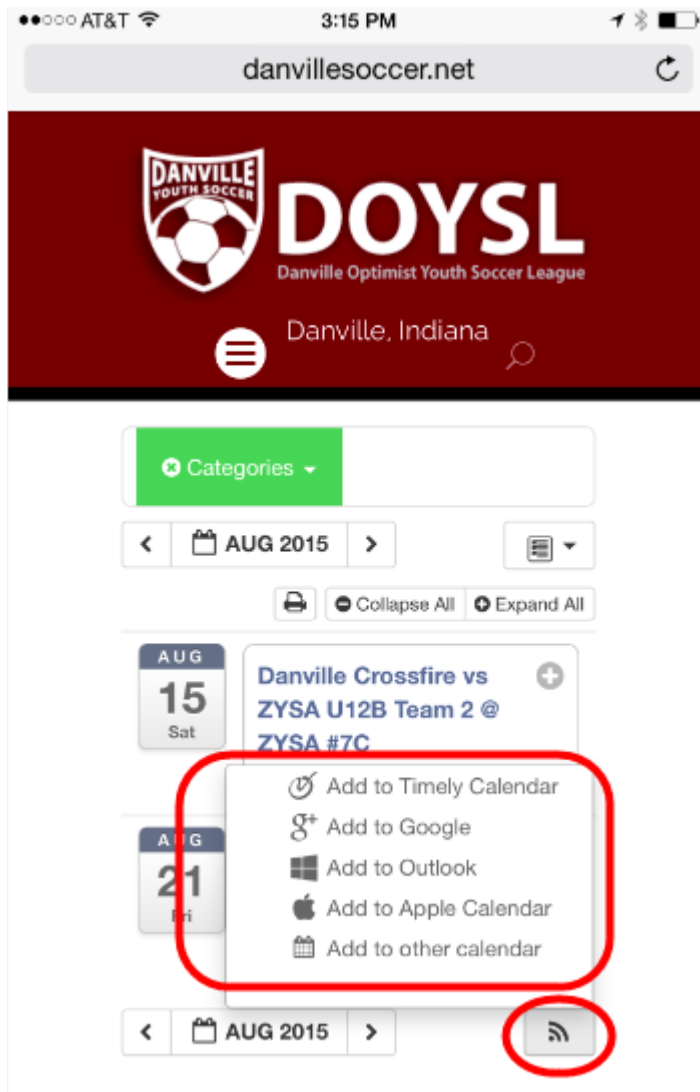 AT&T 3:15 PM
danvillesoccer.net
DANVILLE
YOUTH SOCCER
DOYSL
Danville Optimist Youth Soccer League
Danville, Indiana
Categories
AUG 2015
Collapse All Expand All
AUG
15
Sat
Danville Crossfire vs
ZYSA U12B Team 2 @
ZYSA #7C
Add to Timely Calendar
Add to Google
Add to Outlook
Add to Apple Calendar
Add to other calendar
AUG
21
Fri
AUG 2015